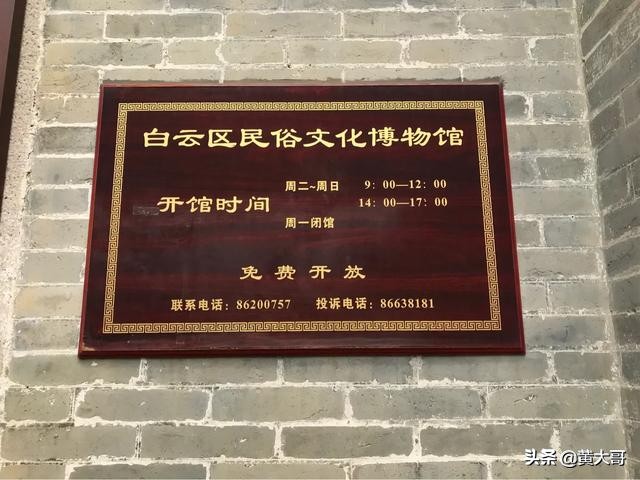 白云区民俗文化博物馆
周二~周日 9：00—12：00
开馆时间 14：00—17：00
周一闭馆
免费开放
联系电话：86200757 投诉电话：86638181
头条 @黄大哥